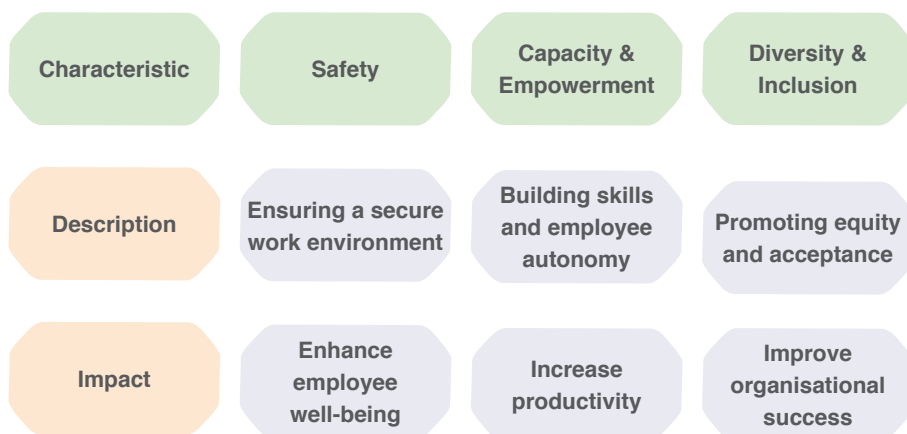 Characteristic
Safety
Capacity &
Empowerment
Diversity &
Inclusion
Description
Ensuring a secure
work environment
Building skills
and employee
autonomy
Promoting equity
and acceptance
Impact
Enhance
employee
well-being
Increase
productivity
Improve
organisational
success